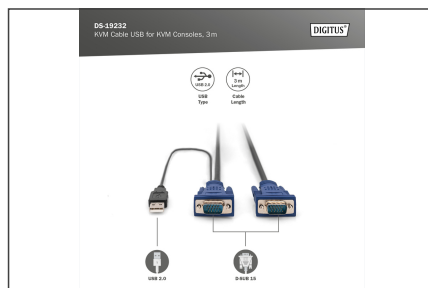 DS-19232
KVM Cable USB for KVM Consoles, 3 m
DIGITUS®
USB 2.0
USB
Type
3 m
Length
Cable
Length
USB 2.0
D-SUB 15